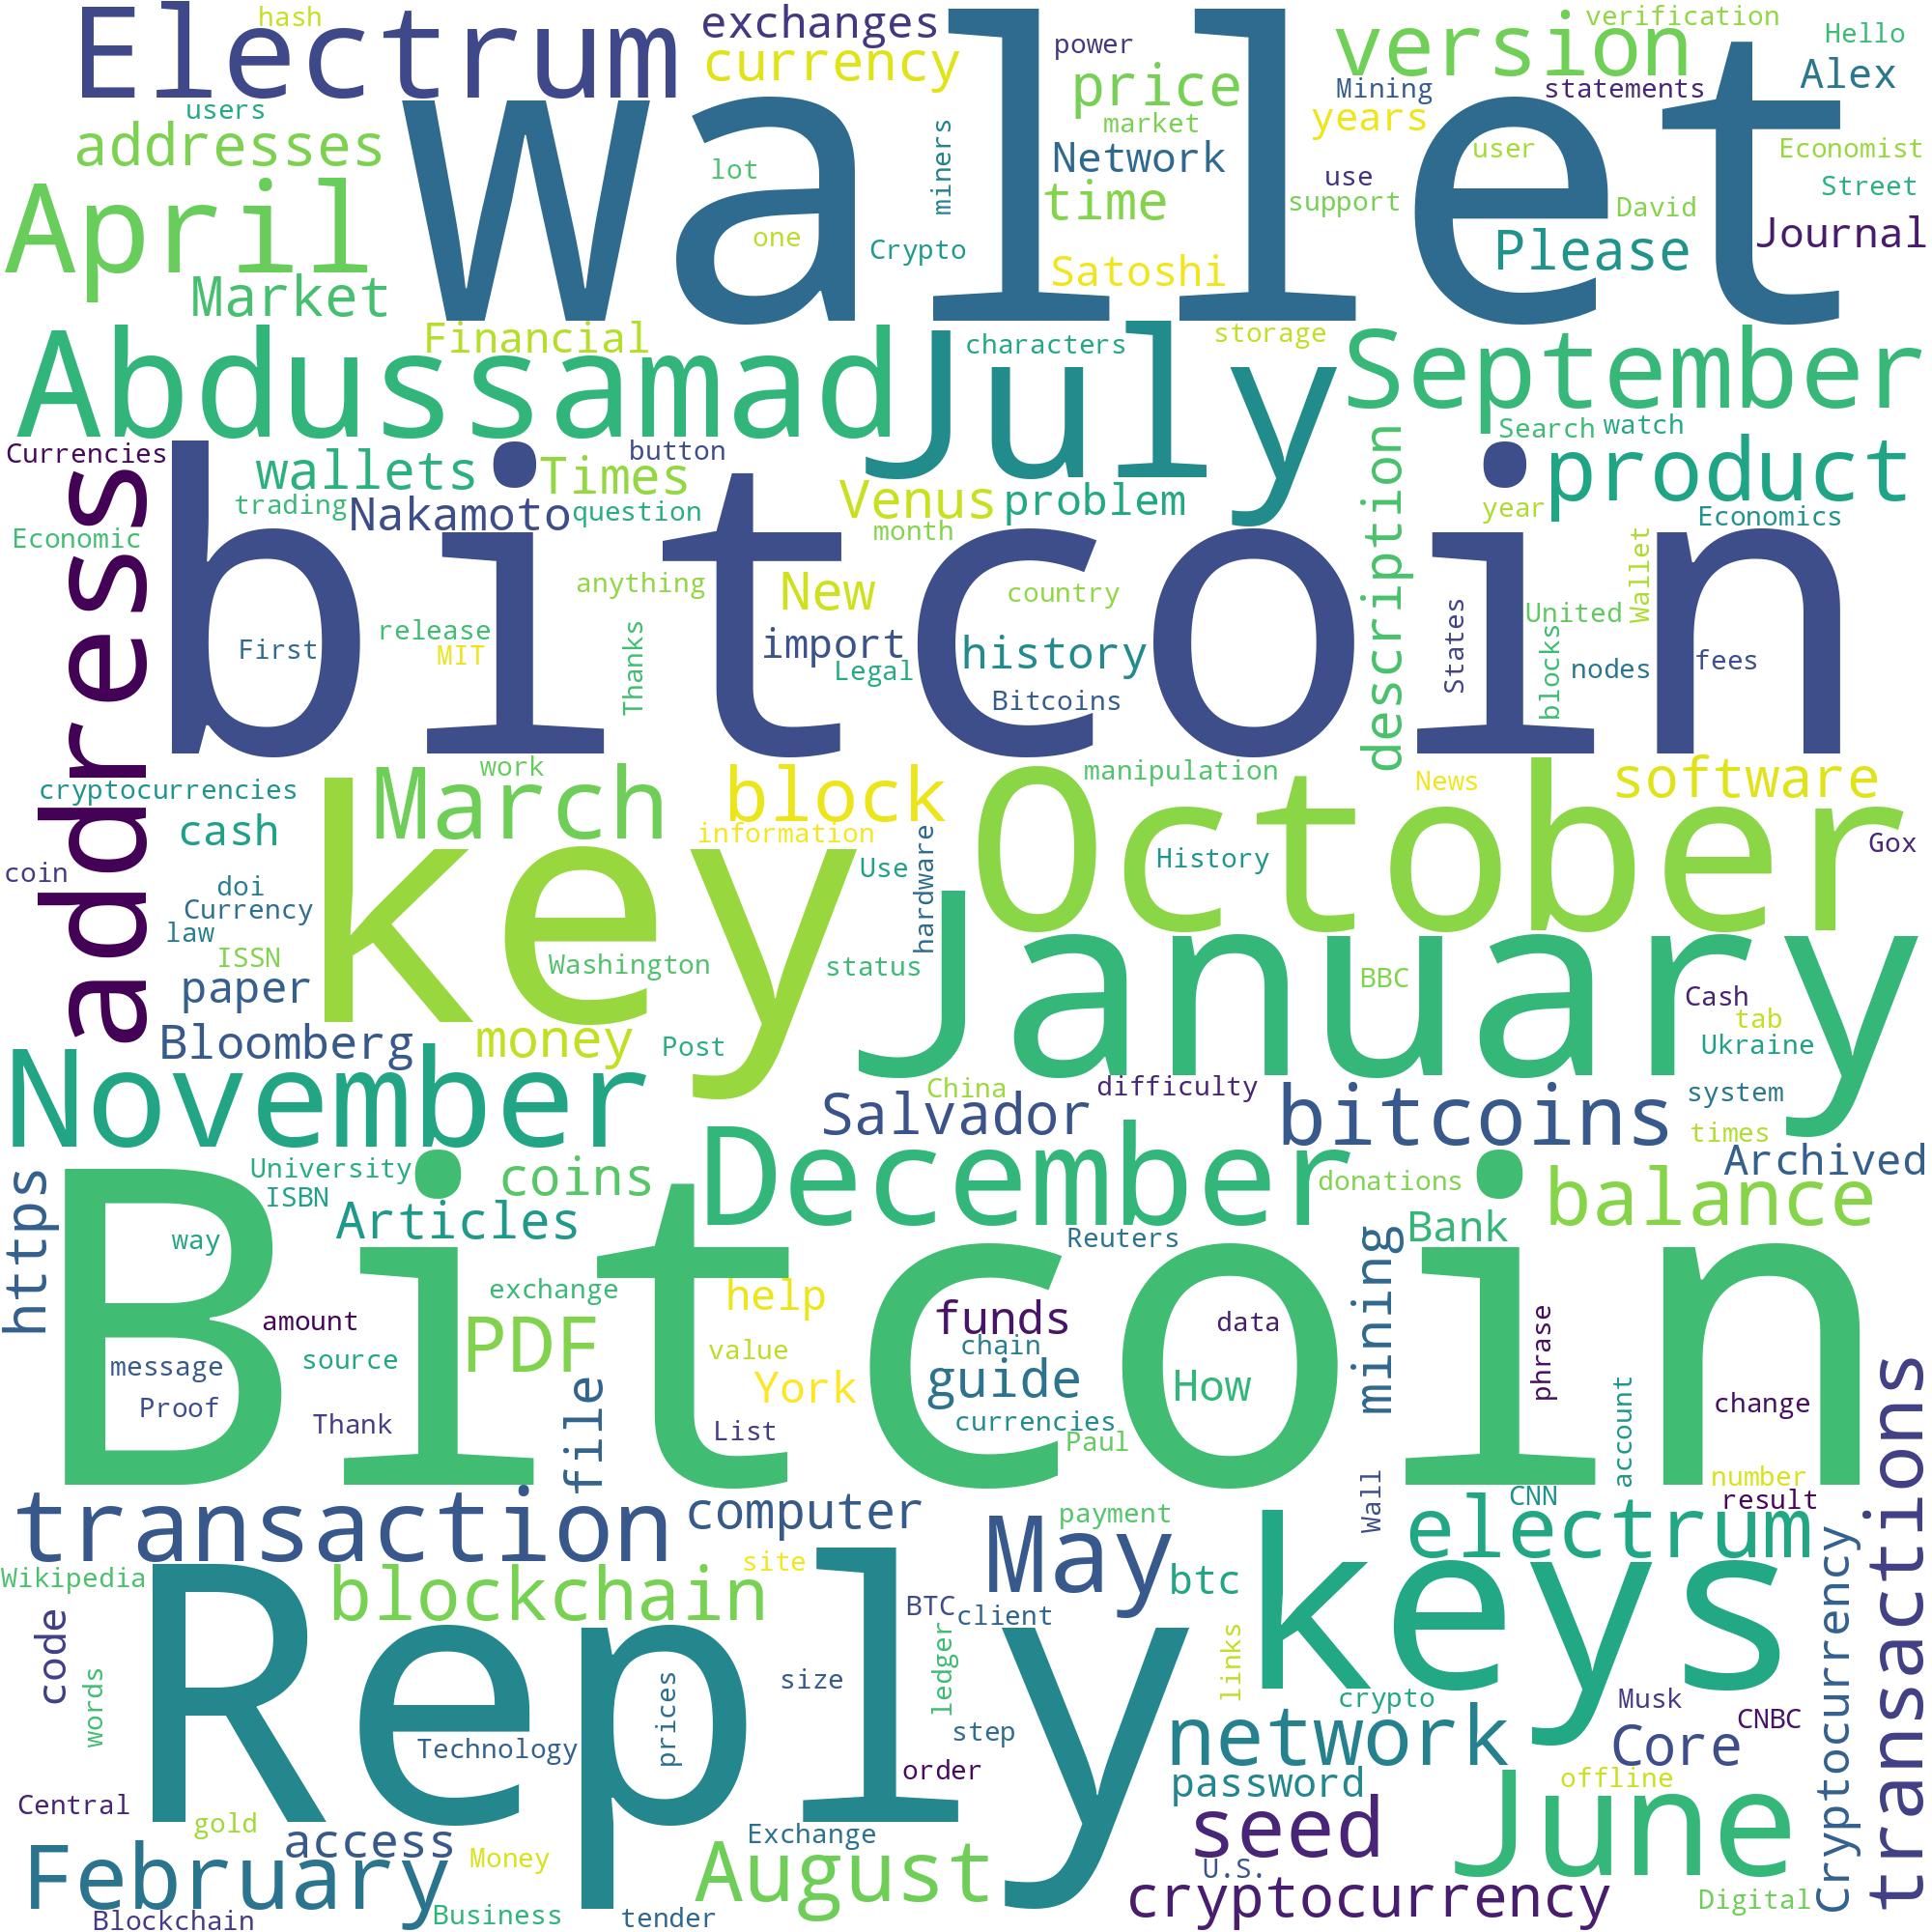 hash
exchanges
verification
Electrum
currency
power
version
Hello
price
Mining
statements
Alex
users
wallet
years
addresses
market
lot
miners
Network
user
Economist
April
time
use
support
David
Street
one
Crypto
Satoshi
Please
Journal
Market
Financial
characters
storage
Abdussamad
July
September
Currencies
wallets
Times
button
Search
watch
description
product
trading
Nakamoto
question
Venus
problem
month
year
Economics
Economic
address
bitcoin
anything
New
country
States
United
Wallet
First
release
MIT
Thanks
import
Legal
history
Bitcoins
blocks
nodes
fees
work
March
block
manipulation
October
News
software
cryptocurrencies
cash
key
information
coin
Use
hardware
History
Gox
doi
Currency
law
ISSN
Washington
status
January
BBC
paper
Cash
tab
Bloomberg
money
Post
Ukraine
November
China
difficulty
Salvador
bitcoins
system
times
December
University
ISBN
coins
donations
Archived
https
Articles
balance
Bitcoin
way
Reuters
mining
Bank
exchange
help
amount
PDF
funds
data
phrase
message
source
value
chain
guide
How
York
Proof
Thank
file
List
currencies
Paul
account
change
transactions
number
Wall
CNN
result
transaction
computer
payment
May
keys
electrum
Wikipedia
site
blockchain
btc
Reply
BTC
client
Cryptocurrency
code
words
prices
size
ledger
links
crypto
Musk
Technology
step
network
Core
CNBC
order
password
offline
Central
gold
access
Exchange
seed
June
February
Money
August
U.S.
cryptocurrency
Digital
Blockchain
Business
tender